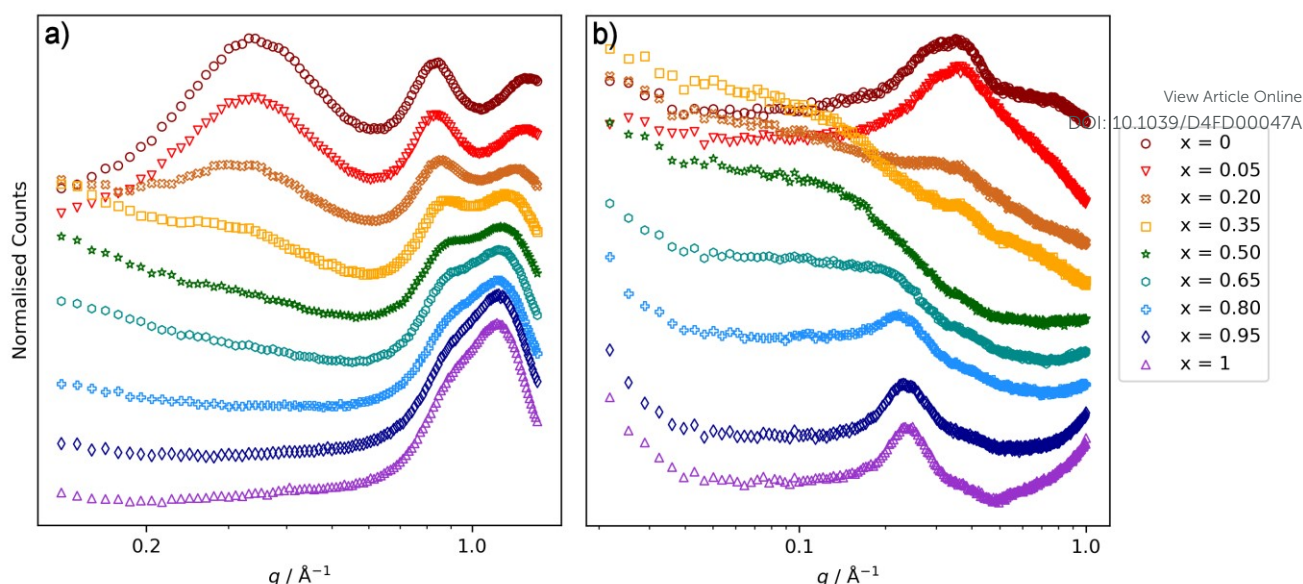 a)
b)
Normalised Counts
0.2
1.0
q / Å⁻¹
0.1
1.0
q / Å⁻¹
View Article Online
DOI: 10.1039/D4FD00047A
x = 0
x = 0.05
x = 0.20
x = 0.35
x = 0.50
x = 0.65
x = 0.80
x = 0.95
x = 1